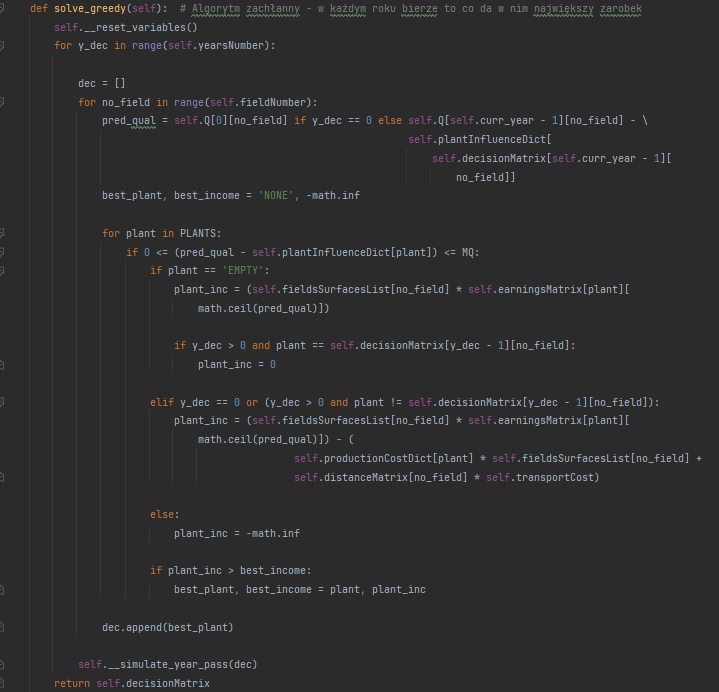 def solve_greedy(self):  # Algorytm zachłanny - w każdym roku bierze to co da w nim największy zarobek
    self.__reset_variables()
    for y_dec in range(self.yearsNumber):

        dec = []
        for no_field in range(self.fieldNumber):
            pred_qual = self.Q[0][no_field] if y_dec == 0 else self.Q[self.curr_year - 1][no_field] - \
                                                               self.plantInfluenceDict[
                                                                   self.decisionMatrix[self.curr_year - 1][
                                                                       no_field]]
            best_plant, best_income = 'NONE', -math.inf

            for plant in PLANTS:
                if 0 <= (pred_qual - self.plantInfluenceDict[plant]) <= MQ:
                    if plant == 'EMPTY':
                        plant_inc = (self.fieldsSurfacesList[no_field] * self.earningsMatrix[plant][
                            math.ceil(pred_qual)])

                        if y_dec > 0 and plant == self.decisionMatrix[y_dec - 1][no_field]:
                            plant_inc = 0

                    elif y_dec == 0 or (y_dec > 0 and plant != self.decisionMatrix[y_dec - 1][no_field]):
                        plant_inc = (self.fieldsSurfacesList[no_field] * self.earningsMatrix[plant][
                            math.ceil(pred_qual)]) - (
                                            self.productionCostDict[plant] * self.fieldsSurfacesList[no_field] +
                                            self.distanceMatrix[no_field] * self.transportCost)

                    else:
                        plant_inc = -math.inf

                    if plant_inc > best_income:
                        best_plant, best_income = plant, plant_inc

            dec.append(best_plant)

        self.__simulate_year_pass(dec)
    return self.decisionMatrix